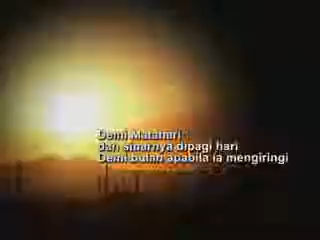 Demi Matahari
dan sinarnya dipagi hari
Demi bulan apabila ia mengiringi